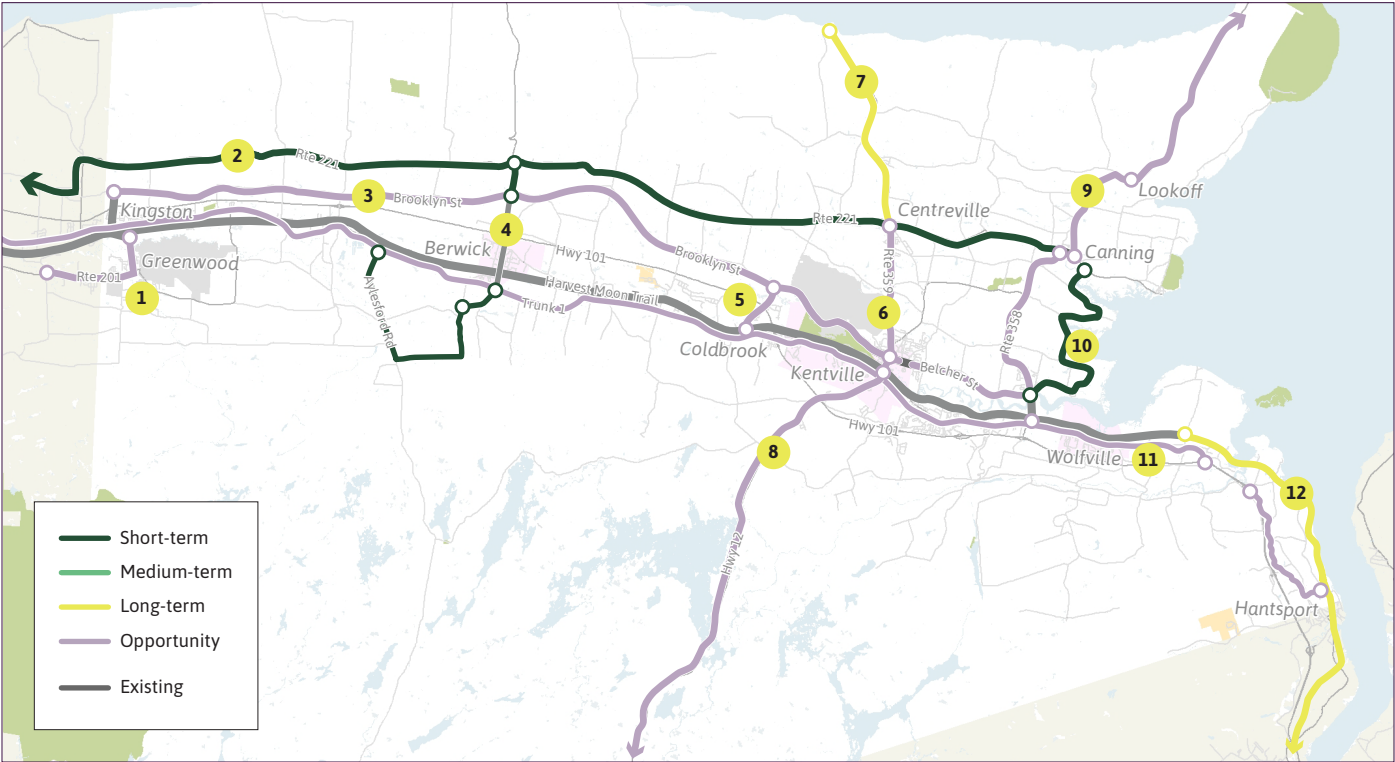 7
2
Rte 221
9
Lookoff
3
Brooklyn St
Kingston
Centreville
Rte 221
4
Berwick
Hwy 101
Brooklyn St
Canning
Greenwood
Rte 201
1
Aylesford Rd
Harvest Moon Trail
Trunk 1
5
Rte 359
6
Rte 358
10
Coldbrook
Kentville
Belcher St
Hwy 101
8
Wolfville
11
12
Hwy 12
Hantsport
Short-term
Medium-term
Long-term
Opportunity
Existing